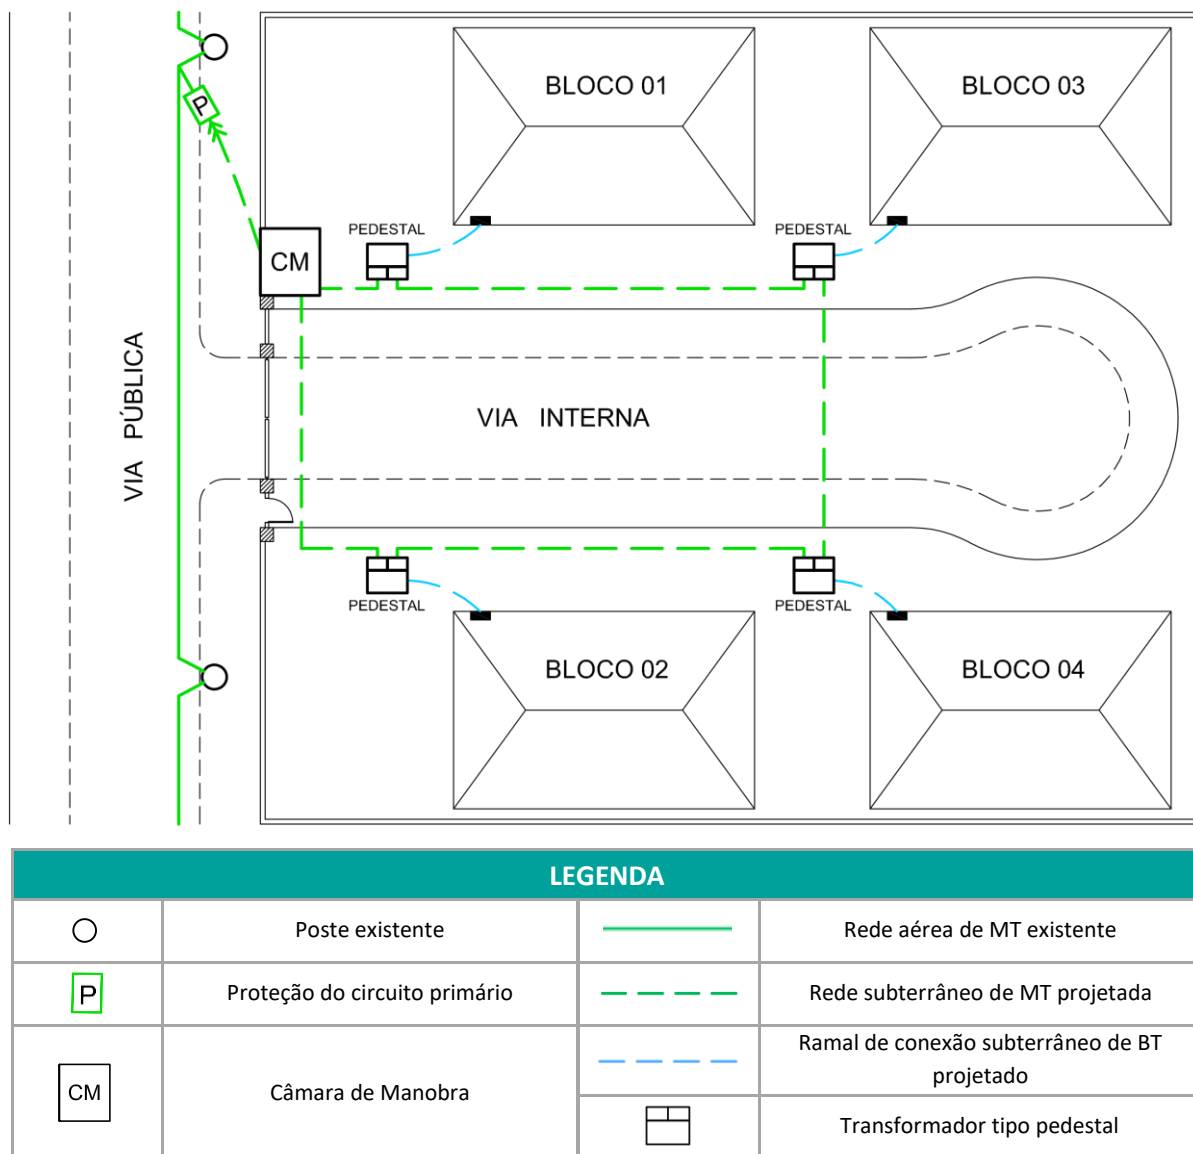 BLOCO 01
BLOCO 03
P
PEDESTAL
PEDESTAL
CM
VIA PÚBLICA
VIA INTERNA
PEDESTAL
PEDESTAL
BLOCO 02
BLOCO 04
LEGENDA
Poste existente
Rede aérea de MT existente
P
Proteção do circuito primário
Rede subterrâneo de MT projetada
CM
Câmara de Manobra
Ramal de conexão subterrâneo de BT
projetado
Transformador tipo pedestal